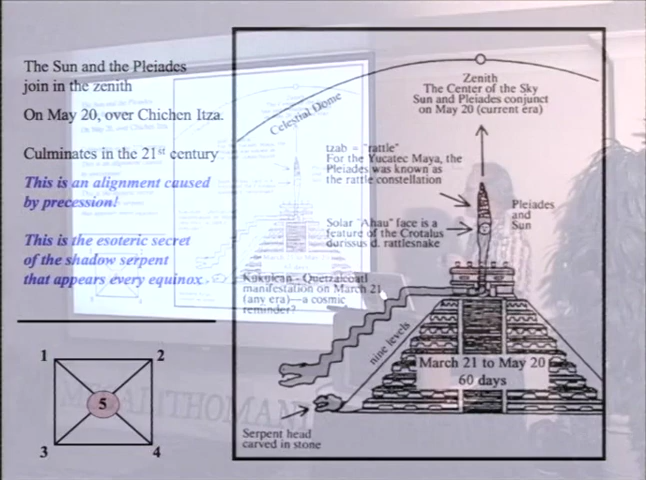 The Sun and the Pleiades
join in the zenith
On May 20, over Chichen Itza.
Culminates in the 21st century
This is an alignment caused
by precession!
This is the esoteric secret
of the shadow serpent
that appears every equinox
1
2
5
3
4
Zenith
The Center of the Sky
Sun and Pleiades conjunct
on May 20 (current era)
Celestial Dome
tzab = "rattle"
For the Yucatec Maya, the
Pleiades was known as
the rattle constellation
Pleiades
and
Sun
Solar "Ahau" face is a
feature of the Crotalus
durissus d. rattlesnake
Kukulcan - Quetzalcoatl
manifestation on March 21
(any era)—a cosmic
reminder?
nine levels
March 21 to May 20
60 days
Serpent head
carved in stone
MEGALITHOMANI